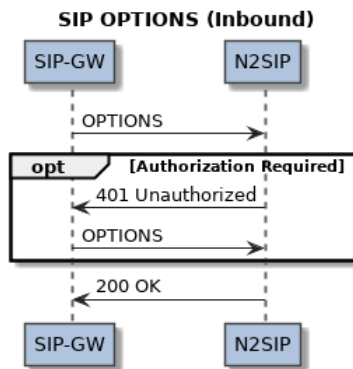 SIP OPTIONS (Inbound)
SIP-GW N2SIP
OPTIONS
opt [Authorization Required]
401 Unauthorized
OPTIONS
200 OK
SIP-GW N2SIP